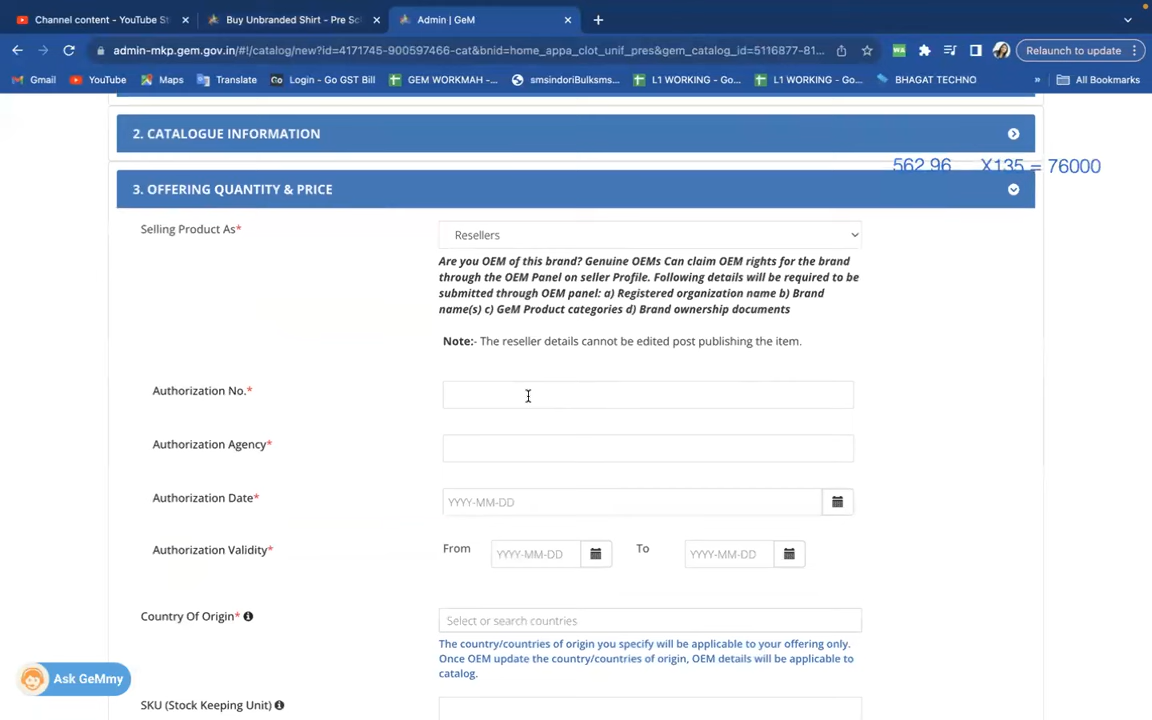 Channel content - YouTube St
Buy Unbranded Shirt - Pre Sc
Admin | GeM
admin-mkp.gem.gov.in/#!/catalog/new?id=4171745-900597466-cat&bnid=home_appa_clot_unif_pres&gem_catalog_id=5116877-81...
Relaunch to update
Gmail
YouTube
Maps
Translate
Login - Go GST Bill
GEM WORKMAH -...
smsindoriBulksms...
L1 WORKING - Go...
L1 WORKING - Go...
BHAGAT TECHNO
»
All Bookmarks
2. CATALOGUE INFORMATION
562.96 X135 = 76000
3. OFFERING QUANTITY & PRICE
Selling Product As*
Resellers
Are you OEM of this brand? Genuine OEMs Can claim OEM rights for the brand
through the OEM Panel on seller Profile. Following details will be required to be
submitted through OEM panel: a) Registered organization name b) Brand
name(s) c) GeM Product categories d) Brand ownership documents
Note:- The reseller details cannot be edited post publishing the item.
Authorization No.*
Authorization Agency*
Authorization Date*
YYYY-MM-DD
Authorization Validity*
From
YYYY-MM-DD
To
YYYY-MM-DD
Country Of Origin*
Select or search countries
The country/countries of origin you specify will be applicable to your offering only.
Once OEM update the country/countries of origin, OEM details will be applicable to
catalog.
Ask GeMmy
SKU (Stock Keeping Unit)